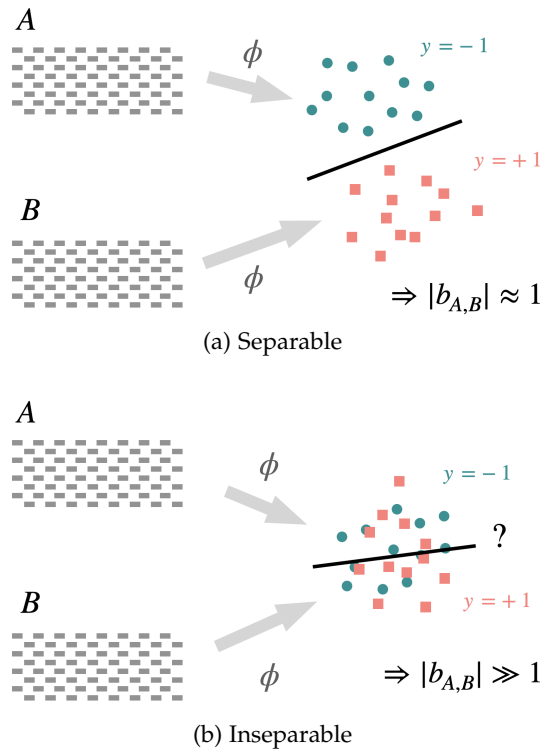 A
ϕ
y = − 1
y = + 1
B
ϕ
⇒ |b_{A,B}| ≈ 1
(a) Separable
A
ϕ
y = − 1
?
B
y = + 1
ϕ
⇒ |b_{A,B}| ≫ 1
(b) Inseparable